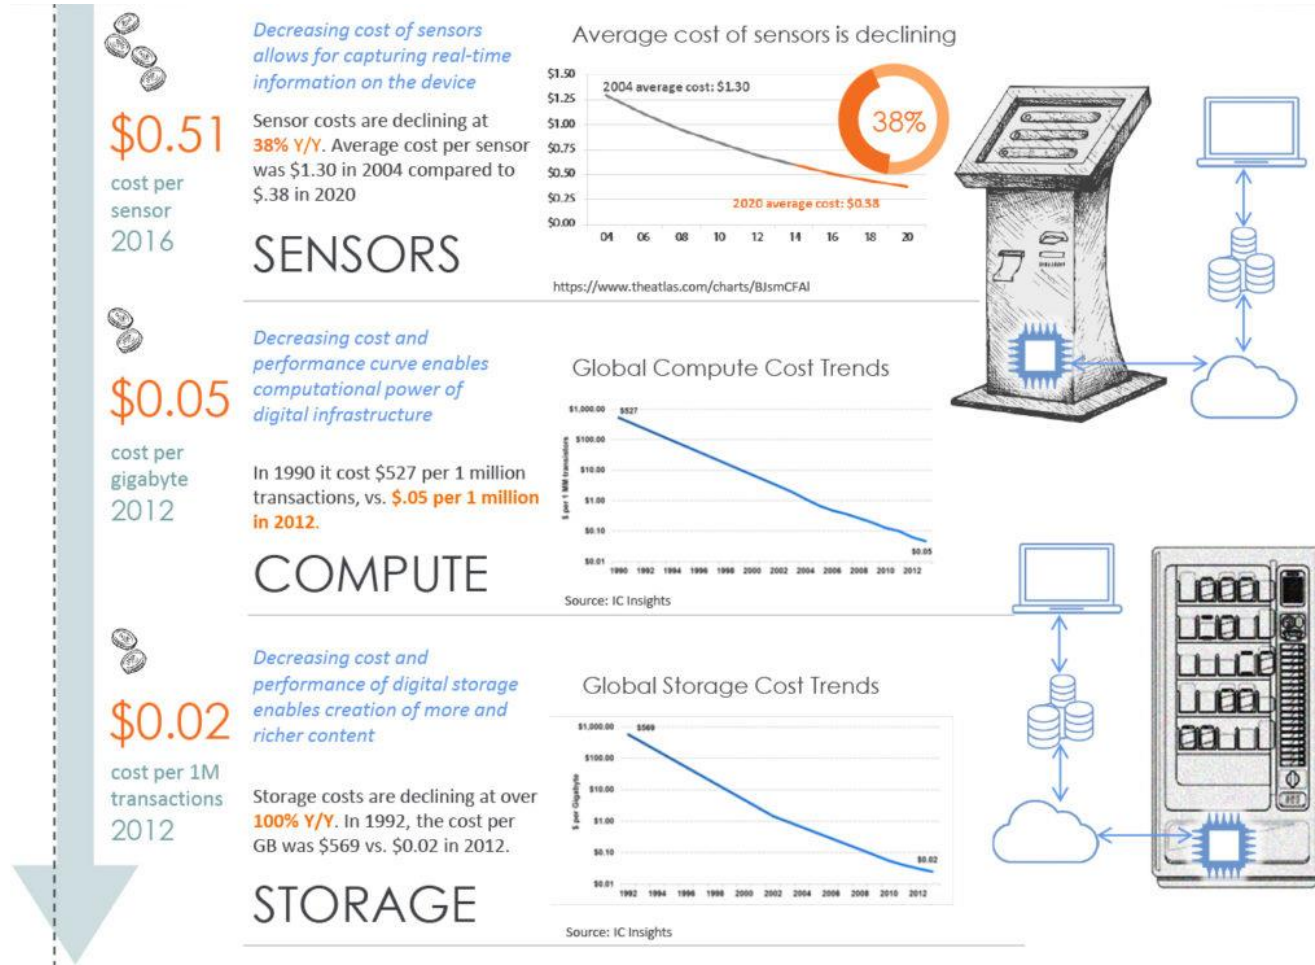 $0.51
cost per
sensor
2016
Decreasing cost of sensors
allows for capturing real-time
information on the device
Sensor costs are declining at
38% Y/Y. Average cost per sensor
was $1.30 in 2004 compared to
$.38 in 2020
SENSORS
Average cost of sensors is declining
$1.50
$1.25
$1.00
$0.75
$0.50
$0.25
$0.00
2004 average cost: $1.30
38%
2020 average cost: $0.38
04 06 08 10 12 14 16 18 20
https://www.theatlas.com/charts/BJsmCFAl
$0.05
cost per
gigabyte
2012
Decreasing cost and
performance curve enables
computational power of
digital infrastructure
In 1990 it cost $527 per 1 million
transactions, vs. $.05 per 1 million
in 2012.
COMPUTE
Global Compute Cost Trends
$ per 1 MM transistors
$1,000.00
$100.00
$10.00
$1.00
$0.10
$0.01
$527
$0.05
1990 1992 1994 1996 1998 2000 2002 2004 2006 2008 2010 2012
Source: IC Insights
$0.02
cost per 1M
transactions
2012
Decreasing cost and
performance of digital storage
enables creation of more and
richer content
Storage costs are declining at over
100% Y/Y. In 1992, the cost per
GB was $569 vs. $0.02 in 2012.
STORAGE
Global Storage Cost Trends
$ per Gigabyte
$1,000.00
$100.00
$10.00
$1.00
$0.10
$0.01
$569
$0.02
1992 1994 1996 1998 2000 2002 2004 2006 2008 2010 2012
Source: IC Insights